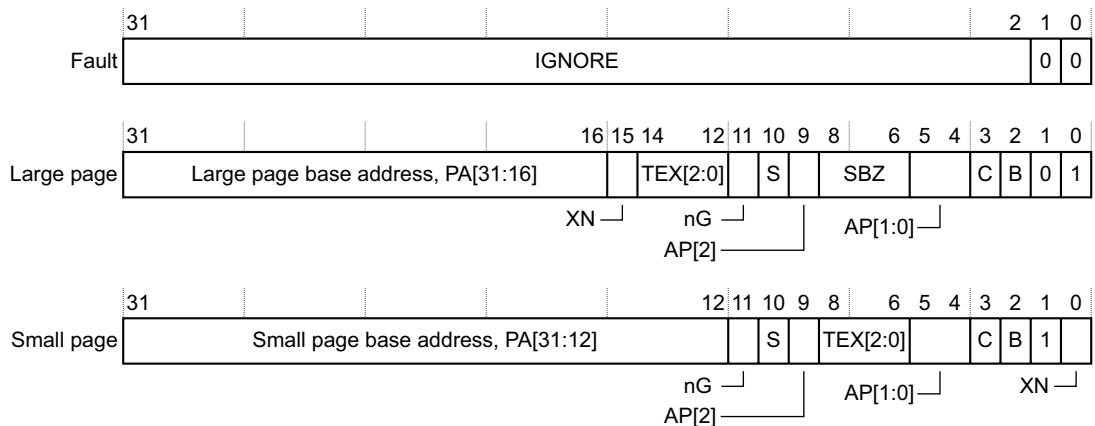 31 2 1 0
Fault IGNORE 0 0
31 16 15 14 12 11 10 9 8 6 5 4 3 2 1 0
Large page Large page base address, PA[31:16] TEX[2:0] S SBZ C B 0 1
XN nG AP[1:0]
AP[2]
31 12 11 10 9 8 6 5 4 3 2 1 0
Small page Small page base address, PA[31:12] S TEX[2:0] C B 1
nG AP[1:0] XN
AP[2]